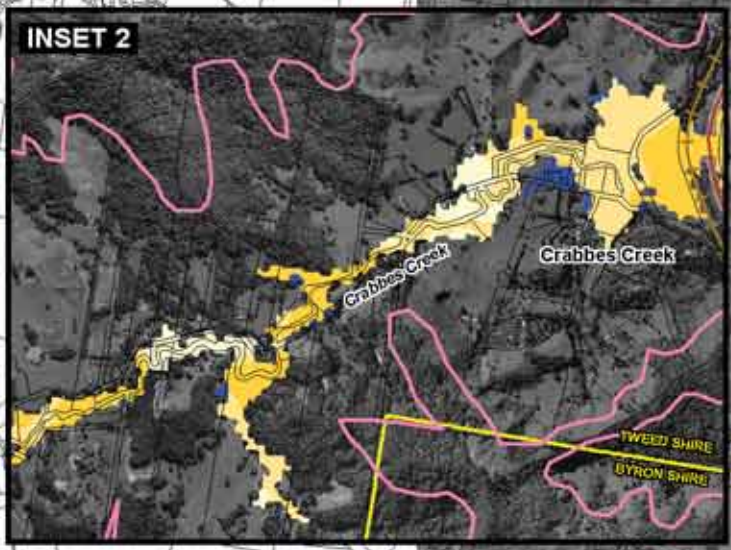 INSET 2
Crabbes Creek
Crabbes Creek
TWEED SHIRE
BYRON SHIRE